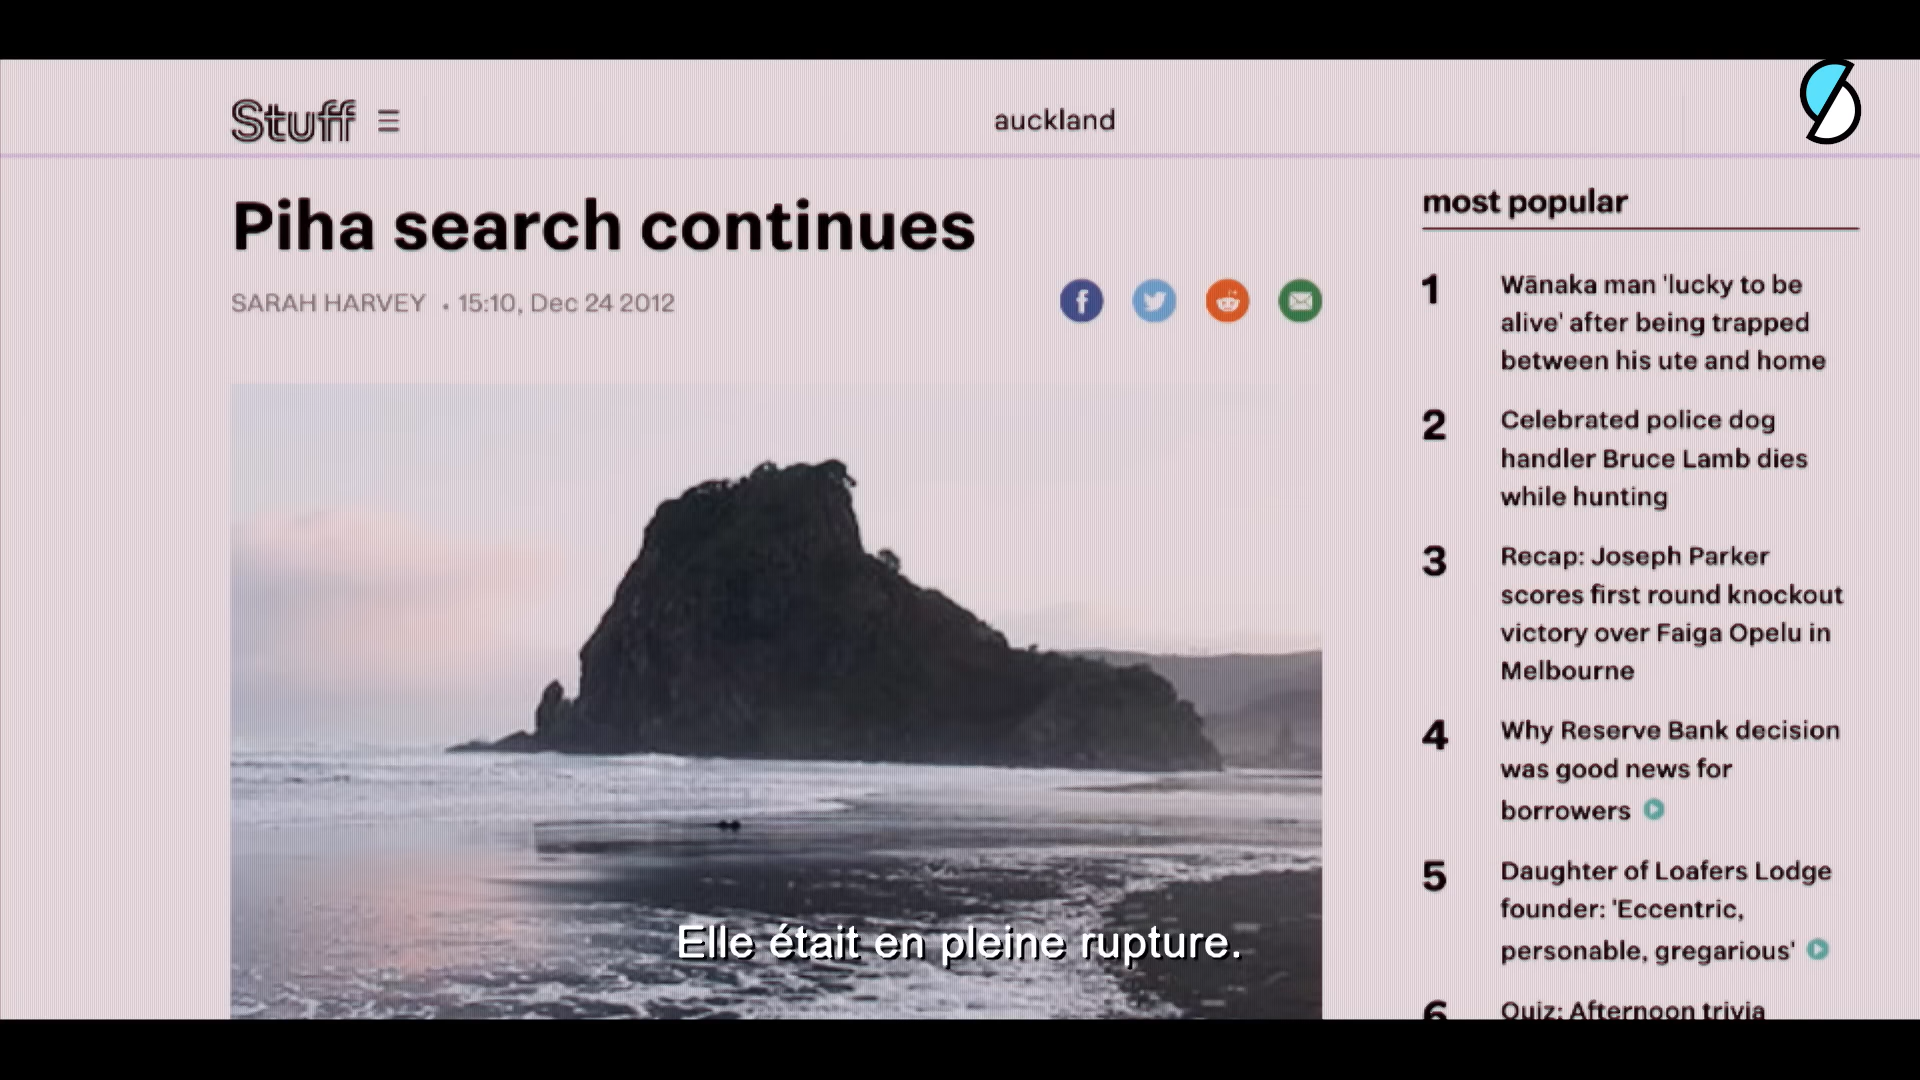 Stuff
auckland
Piha search continues
SARAH HARVEY • 15:10, Dec 24 2012
most popular
1 Wānaka man 'lucky to be
alive' after being trapped
between his ute and home
2 Celebrated police dog
handler Bruce Lamb dies
while hunting
3 Recap: Joseph Parker
scores first round knockout
victory over Faiga Opelu in
Melbourne
4 Why Reserve Bank decision
was good news for
borrowers
5 Daughter of Loafers Lodge
founder: 'Eccentric,
personable, gregarious'
6 Quiz: Afternoon trivia
Elle était en pleine rupture.